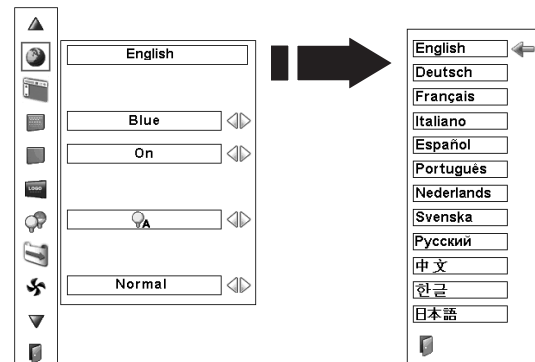 English
Blue
On
LOGO
A
Normal
English
Deutsch
Français
Italiano
Español
Português
Nederlands
Svenska
Русский
中文
한글
日本語